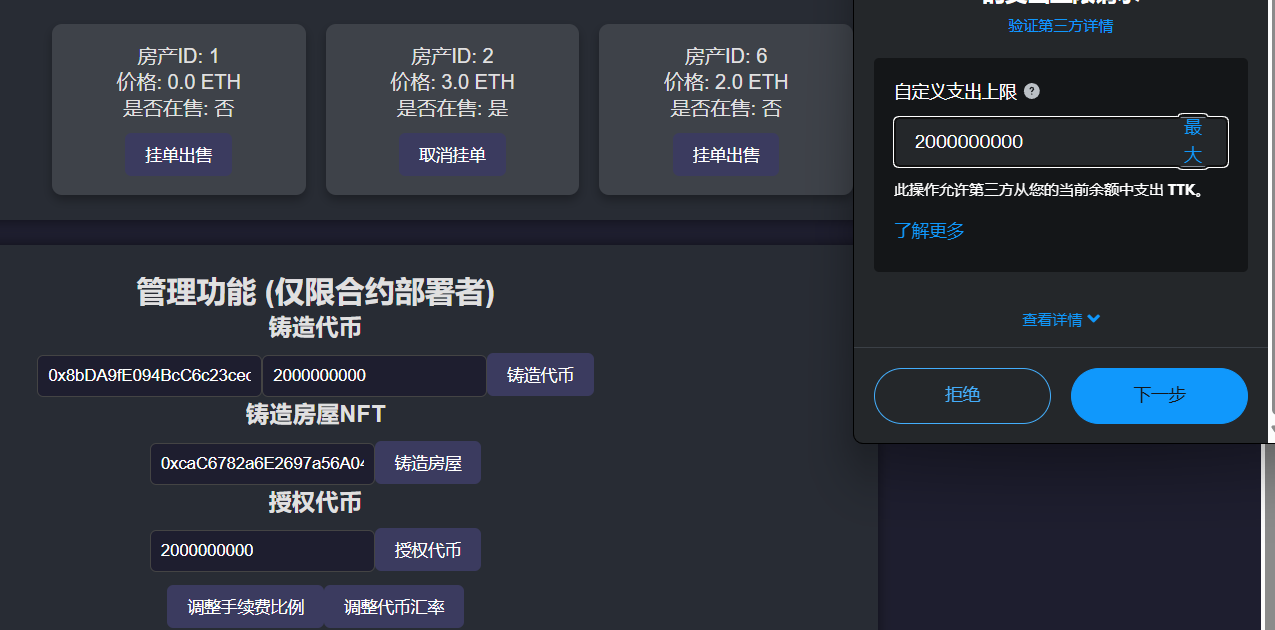 房产ID: 1
价格: 0.0 ETH
是否在售: 否
挂单出售
房产ID: 2
价格: 3.0 ETH
是否在售: 是
取消挂单
房产ID: 6
价格: 2.0 ETH
是否在售: 否
挂单出售
管理功能 (仅限合约部署者)
铸造代币
0x8bDA9fE094BcC6c23cec
2000000000
铸造代币
铸造房屋NFT
0xcaC6782a6E2697a56A04
铸造房屋
授权代币
2000000000
授权代币
调整手续费比例
调整代币汇率
验证第三方详情
自定义支出上限 ?
2000000000
最
大
此操作允许第三方从您的当前余额中支出 TTK。
了解更多
查看详情
拒绝
下一步